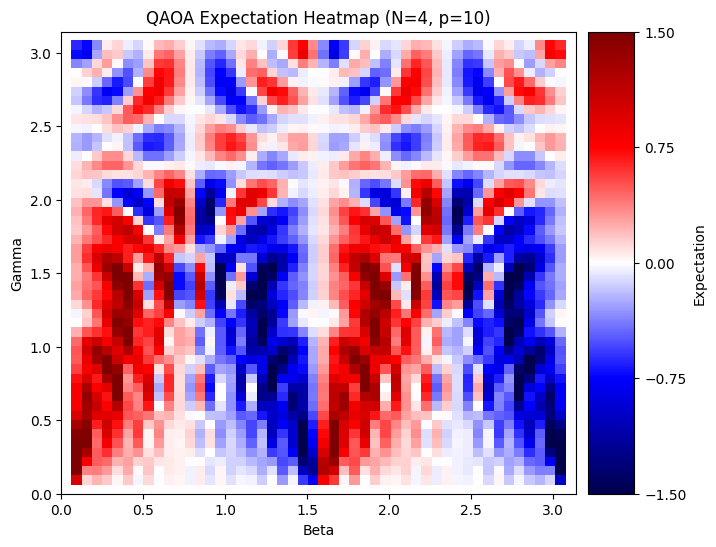 QAOA Expectation Heatmap (N=4, p=10)
3.0
2.5
2.0
1.5
1.0
0.5
0.0
Gamma
0.0 0.5 1.0 1.5 2.0 2.5 3.0
Beta
1.50
0.75
0.00
−0.75
−1.50
Expectation